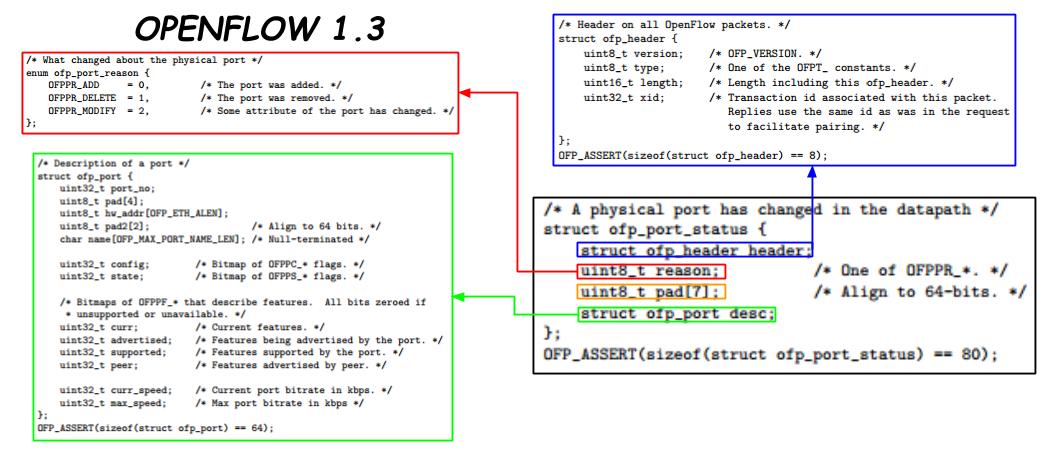 OPENFLOW 1.3
/* What changed about the physical port */
enum ofp_port_reason {
OFPPR_ADD = 0, /* The port was added. */
OFPPR_DELETE = 1, /* The port was removed. */
OFPPR_MODIFY = 2, /* Some attribute of the port has changed. */
};
/* Description of a port */
struct ofp_port {
uint32_t port_no;
uint8_t pad[4];
uint8_t hw_addr[OFP_ETH_ALEN];
uint8_t pad2[2]; /* Align to 64 bits. */
char name[OFP_MAX_PORT_NAME_LEN]; /* Null-terminated */
uint32_t config; /* Bitmap of OFPPC_* flags. */
uint32_t state; /* Bitmap of OFPPS_* flags. */
/* Bitmaps of OFPPF_* that describe features. All bits zeroed if
* unsupported or unavailable. */
uint32_t curr; /* Current features. */
uint32_t advertised; /* Features being advertised by the port. */
uint32_t supported; /* Features supported by the port. */
uint32_t peer; /* Features advertised by peer. */
uint32_t curr_speed; /* Current port bitrate in kbps. */
uint32_t max_speed; /* Max port bitrate in kbps */
};
OFP_ASSERT(sizeof(struct ofp_port) == 64);
/* Header on all OpenFlow packets. */
struct ofp_header {
uint8_t version; /* OFP_VERSION. */
uint8_t type; /* One of the OFPT_ constants. */
uint16_t length; /* Length including this ofp_header. */
uint32_t xid; /* Transaction id associated with this packet.
Replies use the same id as was in the request
to facilitate pairing. */
};
OFP_ASSERT(sizeof(struct ofp_header) == 8);
/* A physical port has changed in the datapath */
struct ofp_port_status {
struct ofp_header header;
uint8_t reason; /* One of OFPPR_*. */
uint8_t pad[7]; /* Align to 64-bits. */
struct ofp_port desc;
};
OFP_ASSERT(sizeof(struct ofp_port_status) == 80);